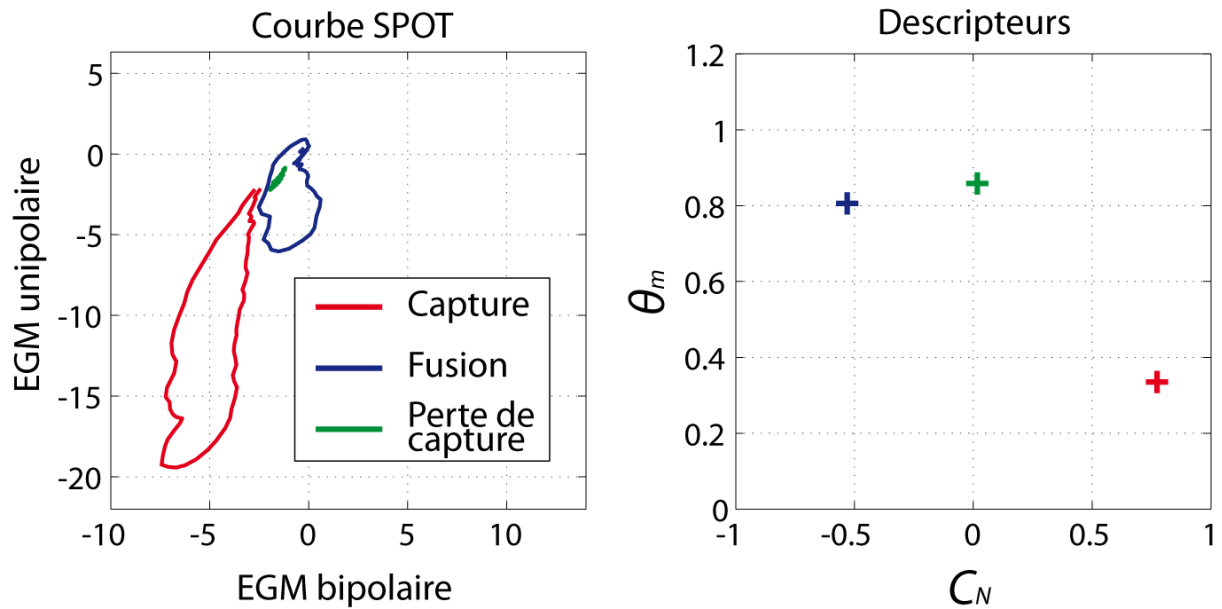 Courbe SPOT
5
0
-5
-10
-15
-20
-10
-5
0
5
10
EGM unipolaire
EGM bipolaire
Capture
Fusion
Perte de
capture
Descripteurs
1.2
1
0.8
0.6
0.4
0.2
0
-1
-0.5
0
0.5
1
θm
CN